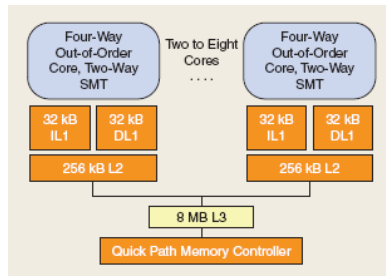 Four-Way
Out-of-Order
Core, Two-Way
SMT
Two to Eight
Cores
. . . .
Four-Way
Out-of-Order
Core, Two-Way
SMT
32 kB
IL1
32 kB
DL1
32 kB
IL1
32 kB
DL1
256 kB L2
256 kB L2
8 MB L3
Quick Path Memory Controller